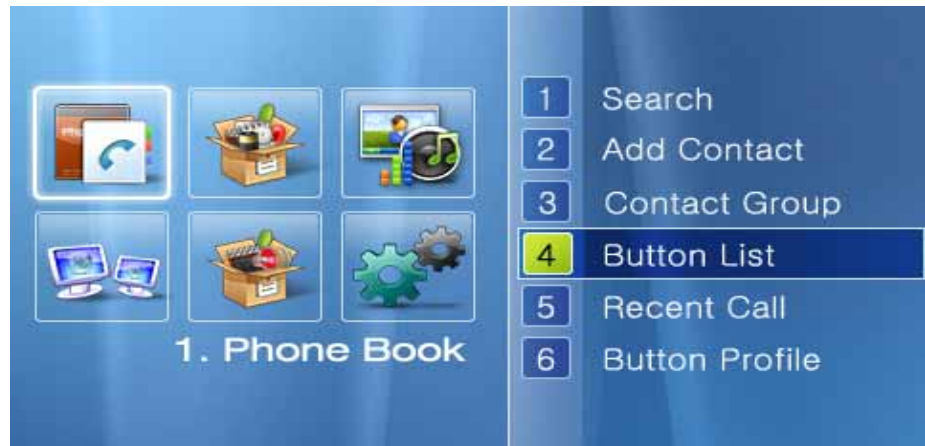 1. Phone Book
1 Search
2 Add Contact
3 Contact Group
4 Button List
5 Recent Call
6 Button Profile